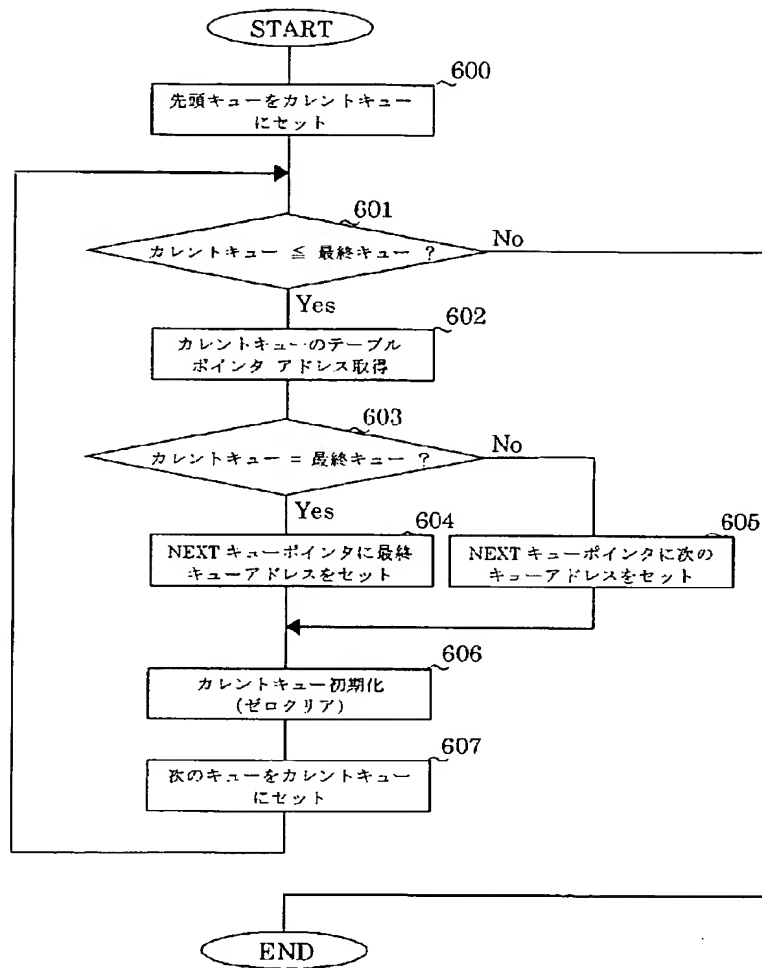 START
600
先頭キューをカレントキュー
にセット
601
カレントキュー ≦ 最終キュー ?
No
Yes
602
カレントキューのテーブル
ポインタ アドレス取得
603
カレントキュー = 最終キュー ?
No
Yes
604
NEXT キューポインタに最終
キューアドレスをセット
605
NEXT キューポインタに次の
キューアドレスをセット
606
カレントキュー初期化
(ゼロクリア)
607
次のキューをカレントキュー
にセット
END